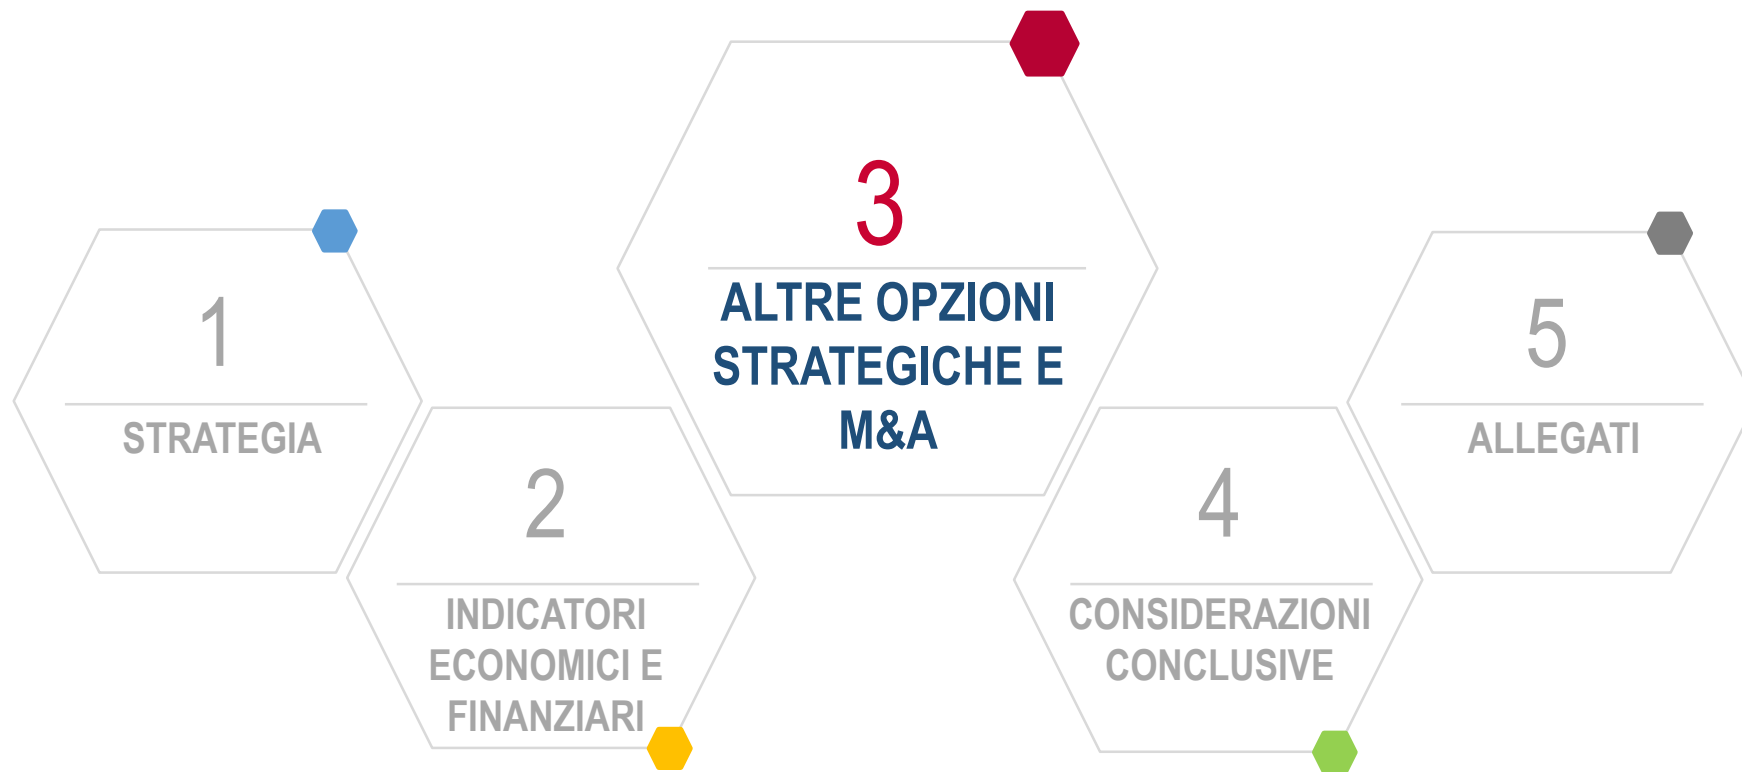 1
STRATEGIA
2
INDICATORI
ECONOMICI E
FINANZIARI
3
ALTRE OPZIONI
STRATEGICHE E
M&A
4
CONSIDERAZIONI
CONCLUSIVE
5
ALLEGATI